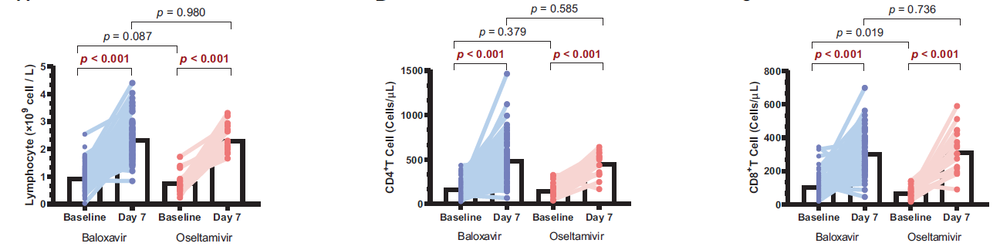 p = 0.980
p = 0.087
p < 0.001
p < 0.001
Lymphocyte (×10⁹ cell / L)
5
4
3
2
1
0
Baseline
Day 7
Baseline
Day 7
Baloxavir
Oseltamivir
p = 0.585
p = 0.379
p < 0.001
p < 0.001
CD4⁺T Cell (Cells/μL)
1500
1000
500
0
Baseline
Day 7
Baseline
Day 7
Baloxavir
Oseltamivir
p = 0.736
p = 0.019
p < 0.001
p < 0.001
CD8⁺T Cell (Cells/μL)
800
600
400
200
0
Baseline
Day 7
Baseline
Day 7
Baloxavir
Oseltamivir